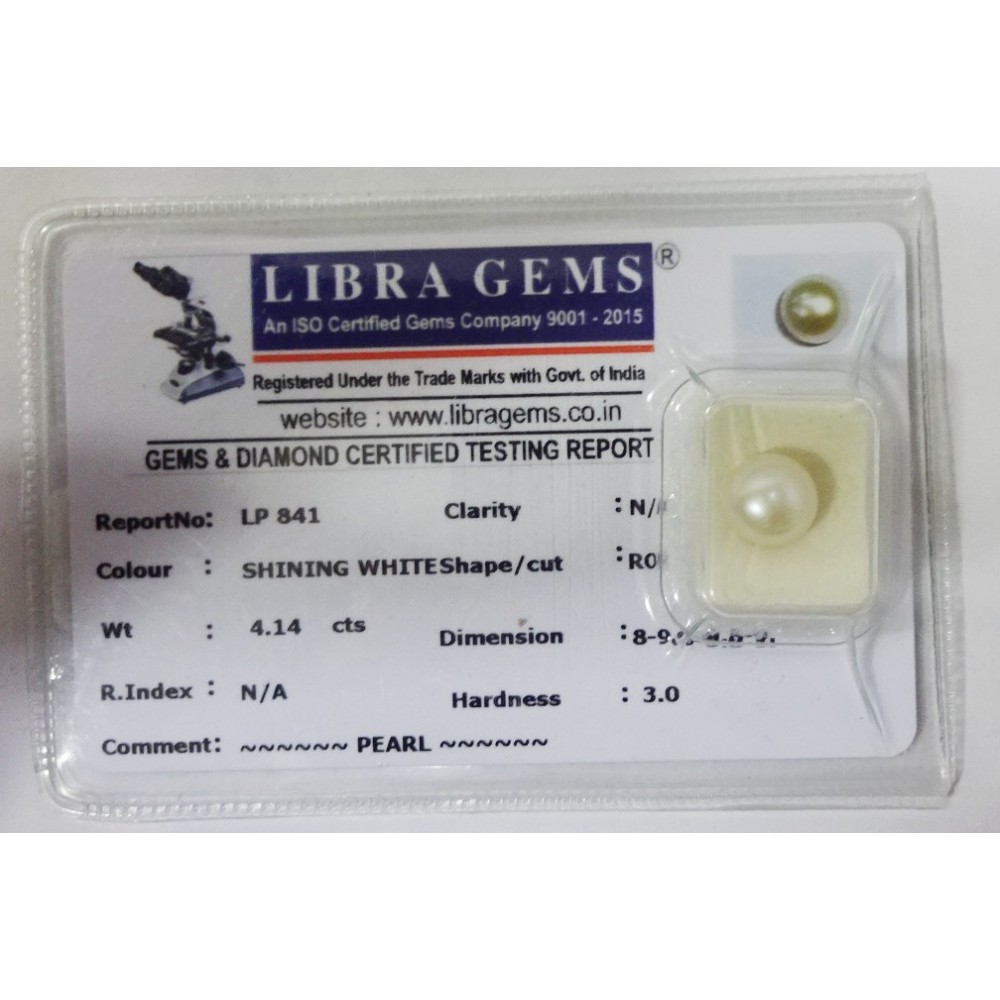 LIBRA GEMS ®
An ISO Certified Gems Company 9001 - 2015
Registered Under the Trade Marks with Govt. of India
website : www.libragems.co.in
GEMS & DIAMOND CERTIFIED TESTING REPORT
ReportNo: LP 841 Clarity :
Colour : SHINING WHITE Shape/cut :
Wt : 4.14 cts Dimension :
R.Index : N/A Hardness : 3.0
Comment: ~~~~~~ PEARL ~~~~~~